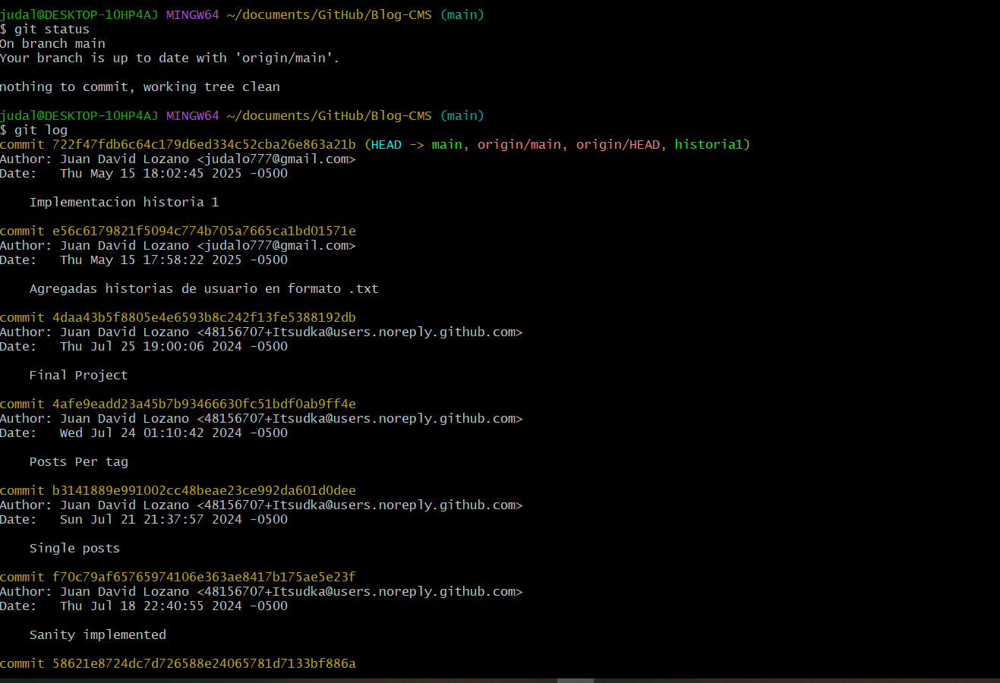 judal@DESKTOP-1OHP4AJ MINGW64 ~/documents/GitHub/Blog-CMS (main)
$ git status
On branch main
Your branch is up to date with 'origin/main'.
nothing to commit, working tree clean
judal@DESKTOP-1OHP4AJ MINGW64 ~/documents/GitHub/Blog-CMS (main)
$ git log
commit 722f47fdb6c64c179d6ed334c52cba26e863a21b (HEAD -> main, origin/main, origin/HEAD, historia1)
Author: Juan David Lozano <judalo777@gmail.com>
Date:   Thu May 15 18:02:45 2025 -0500
    Implementacion historia 1
commit e56c6179821f5094c774b705a7665ca1bd01571e
Author: Juan David Lozano <judalo777@gmail.com>
Date:   Thu May 15 17:58:22 2025 -0500
    Agregadas historias de usuario en formato .txt
commit 4daa43b5f8805e4e6593b8c242f13fe5388192db
Author: Juan David Lozano <48156707+Itsudka@users.noreply.github.com>
Date:   Thu Jul 25 19:00:06 2024 -0500
    Final Project
commit 4afe9eadd23a45b7b93466630fc51bdf0ab9ff4e
Author: Juan David Lozano <48156707+Itsudka@users.noreply.github.com>
Date:   Wed Jul 24 01:10:42 2024 -0500
    Posts Per tag
commit b3141889e991002cc48beae23ce992da601d0dee
Author: Juan David Lozano <48156707+Itsudka@users.noreply.github.com>
Date:   Sun Jul 21 21:37:57 2024 -0500
    Single posts
commit f70c79af65765974106e363ae8417b175ae5e23f
Author: Juan David Lozano <48156707+Itsudka@users.noreply.github.com>
Date:   Thu Jul 18 22:40:55 2024 -0500
    Sanity implemented
commit 58621e8724dc7d726588e24065781d7133bf886a